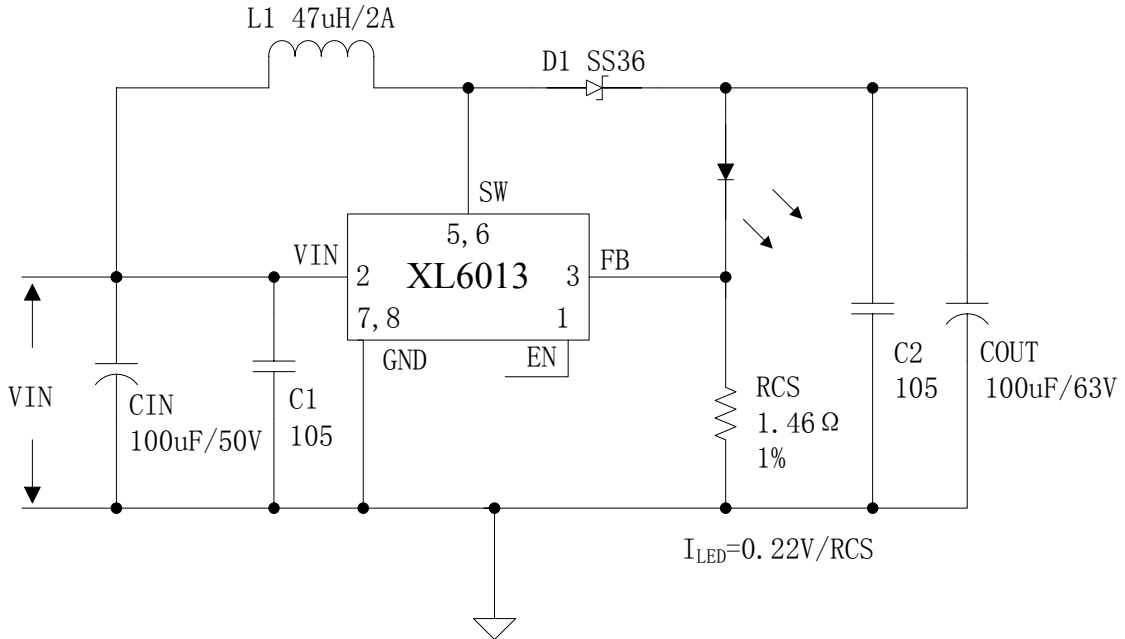 L1 47uH/2A
D1 SS36
SW
5,6
VIN
2
XL6013
3
FB
7,8
1
GND
EN
VIN
CIN
100uF/50V
C1
105
RCS
1.46Ω
1%
C2
105
COUT
100uF/63V
ILED=0.22V/RCS